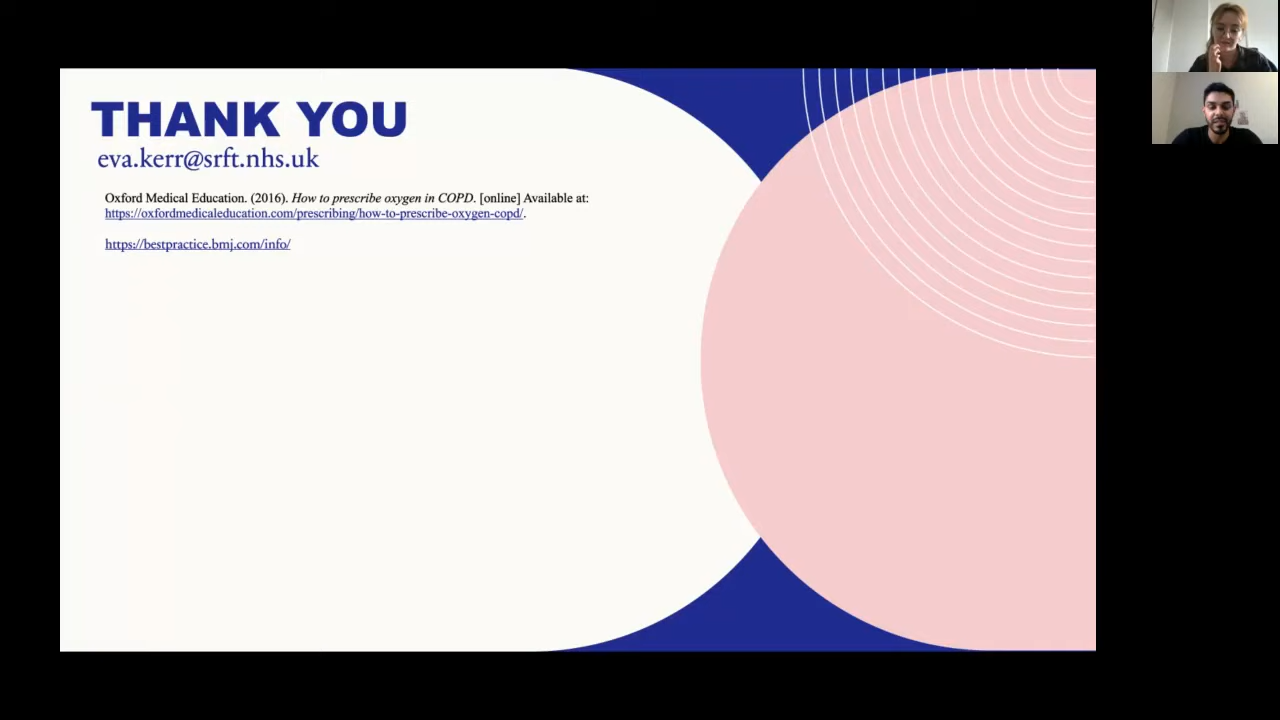 THANK YOU
eva.kerr@srft.nhs.uk
Oxford Medical Education. (2016). How to prescribe oxygen in COPD. [online] Available at:
https://oxfordmedicaleducation.com/prescribing/how-to-prescribe-oxygen-copd/.
https://bestpractice.bmj.com/info/